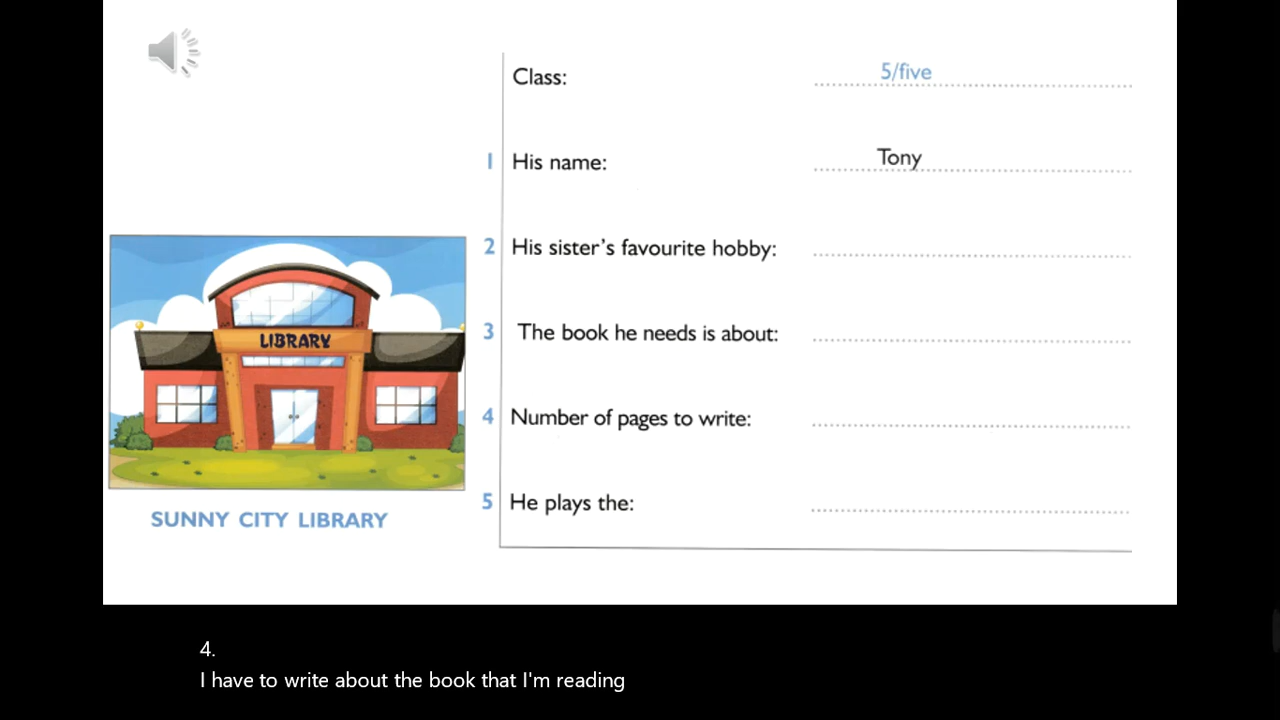 Class: 5/five
1 His name: Tony
2 His sister's favourite hobby:
3 The book he needs is about:
4 Number of pages to write:
5 He plays the:
LIBRARY
SUNNY CITY LIBRARY
4.
I have to write about the book that I'm reading